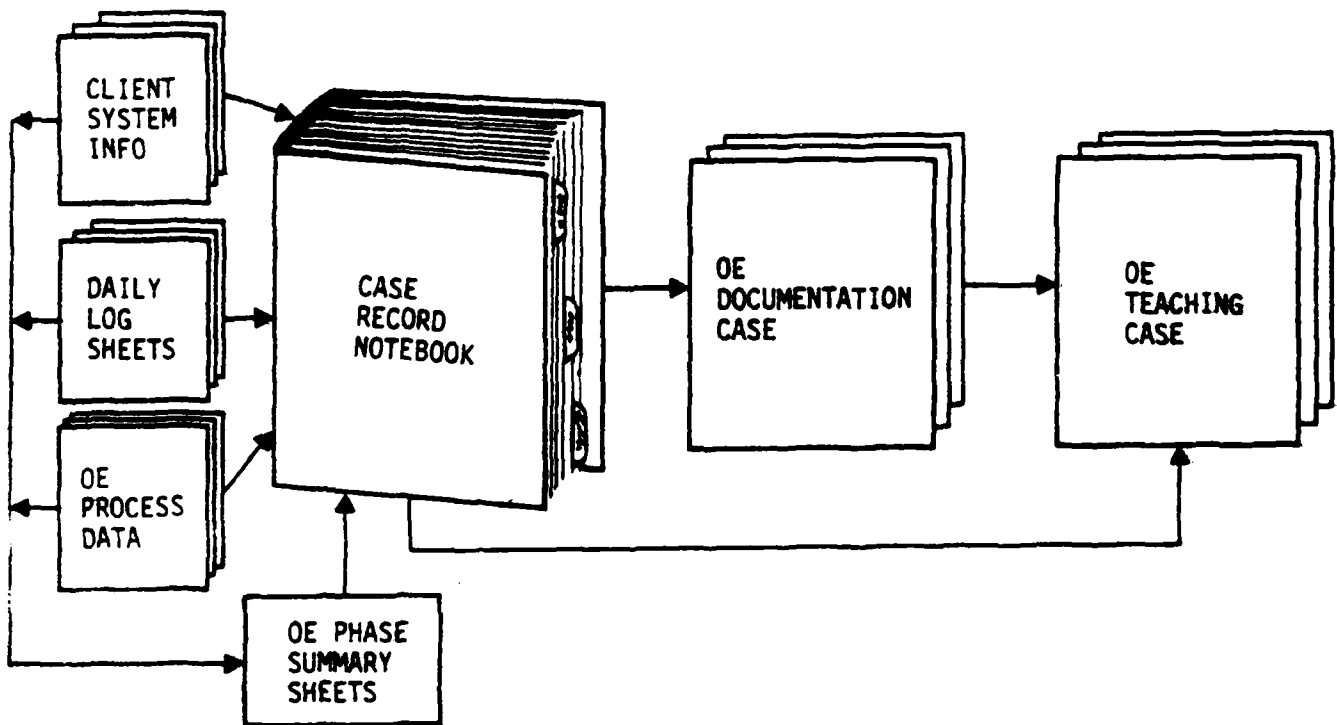 CLIENT
SYSTEM
INFO
DAILY
LOG
SHEETS
OE
PROCESS
DATA
CASE
RECORD
NOTEBOOK
OE
DOCUMENTATION
CASE
OE
TEACHING
CASE
OE PHASE
SUMMARY
SHEETS